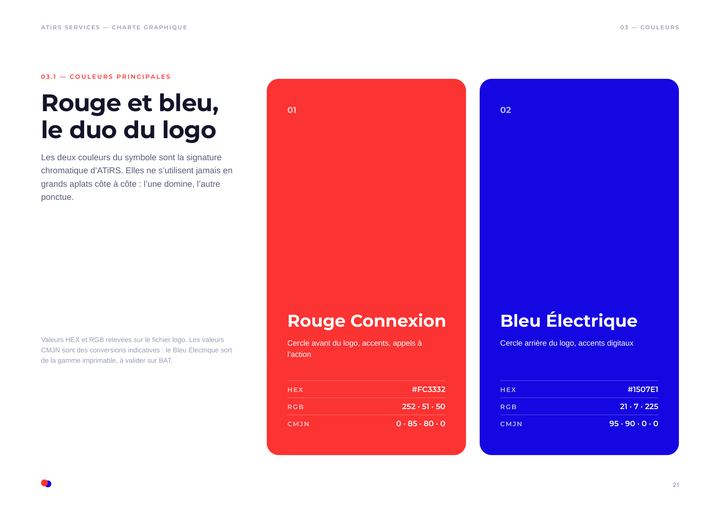 ATiRS SERVICES — CHARTE GRAPHIQUE
03 — COULEURS
03.1 — COULEURS PRINCIPALES
Rouge et bleu,
le duo du logo
Les deux couleurs du symbole sont la signature
chromatique d'ATiRS. Elles ne s'utilisent jamais en
grands aplats côte à côte : l'une domine, l'autre
ponctue.
Valeurs HEX et RGB relevées sur le fichier logo. Les valeurs
CMJN sont des conversions indicatives : le Bleu Électrique sort
de la gamme imprimable, à valider sur BAT.
01
Rouge Connexion
Cercle avant du logo, accents, appels à
l'action
HEX #FC3332
RGB 252 · 51 · 50
CMJN 0 · 85 · 80 · 0
02
Bleu Électrique
Cercle arrière du logo, accents digitaux
HEX #1507E1
RGB 21 · 7 · 225
CMJN 95 · 90 · 0 · 0
21